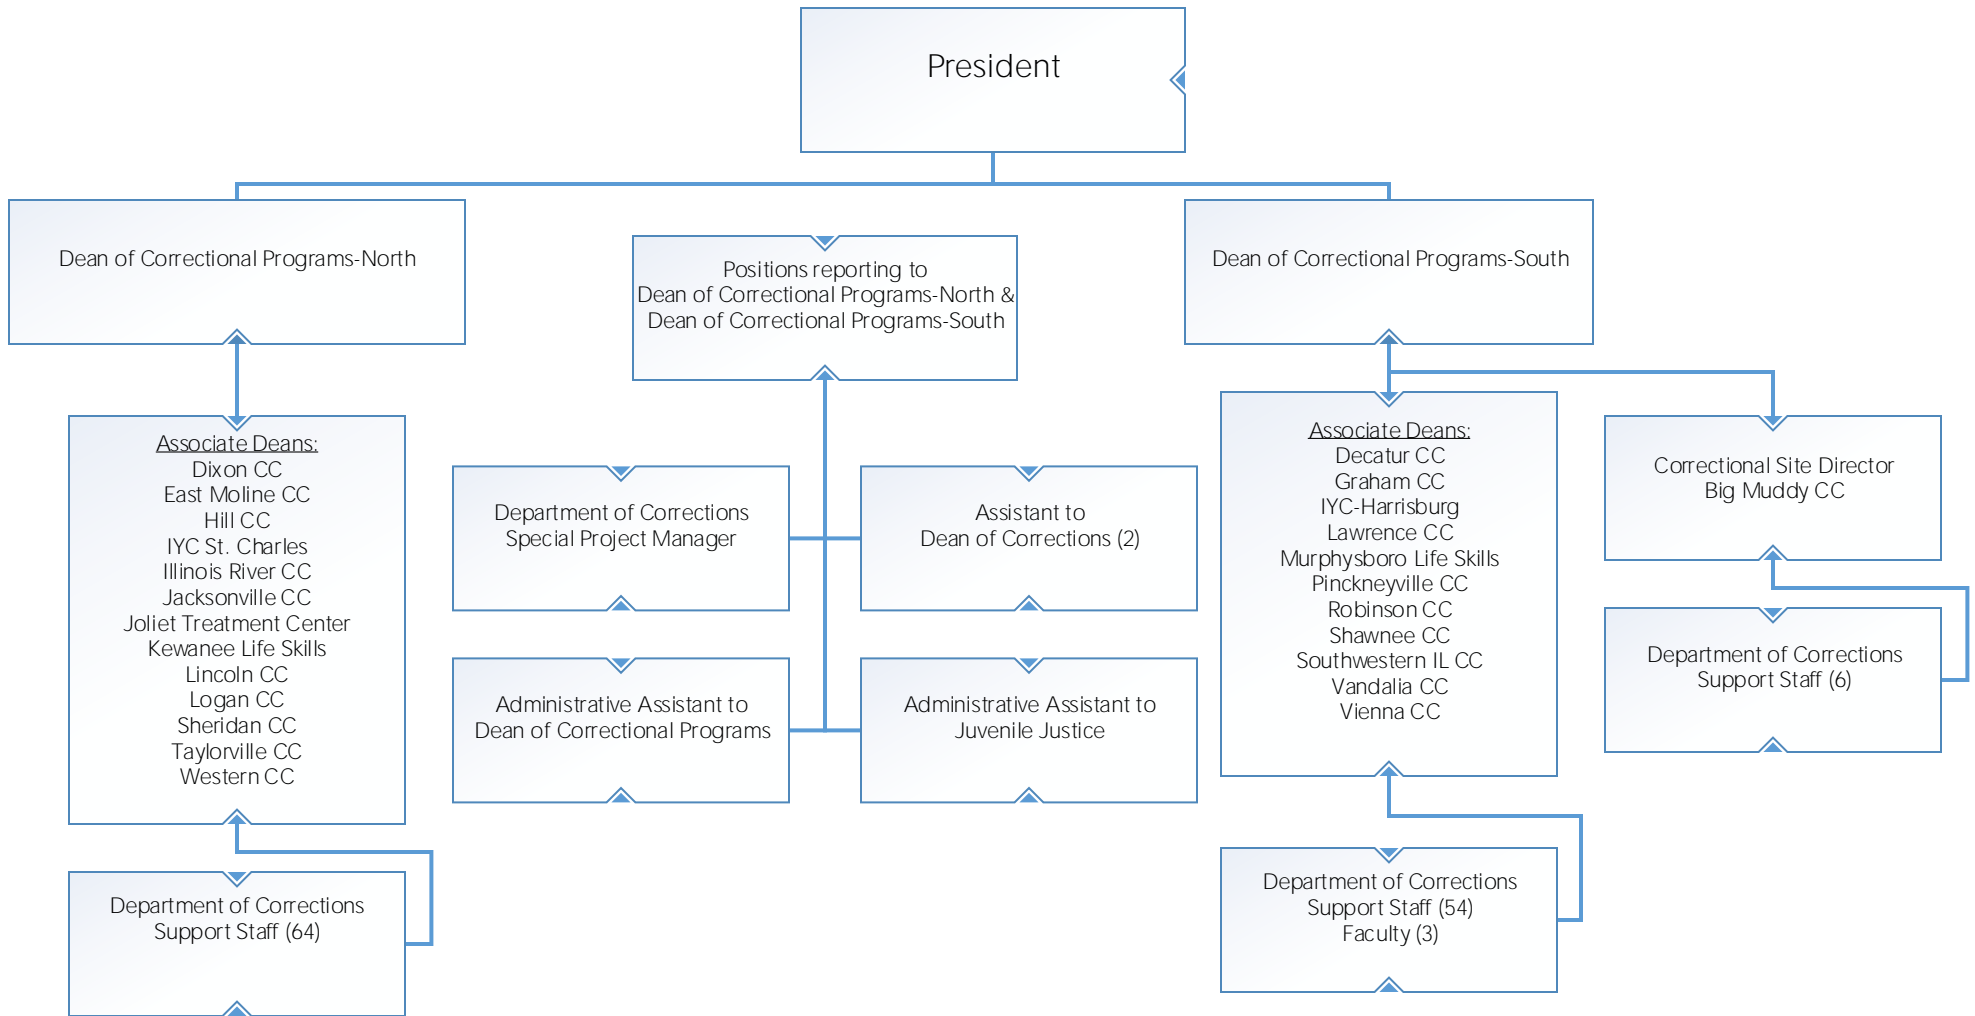 President
Dean of Correctional Programs-North
Positions reporting to
Dean of Correctional Programs-North &
Dean of Correctional Programs-South
Dean of Correctional Programs-South
Associate Deans:
Dixon CC
East Moline CC
Hill CC
IYC St. Charles
Illinois River CC
Jacksonville CC
Joliet Treatment Center
Kewanee Life Skills
Lincoln CC
Logan CC
Sheridan CC
Taylorville CC
Western CC
Department of Corrections
Support Staff (64)
Department of Corrections
Special Project Manager
Assistant to
Dean of Corrections (2)
Administrative Assistant to
Dean of Correctional Programs
Administrative Assistant to
Juvenile Justice
Associate Deans:
Decatur CC
Graham CC
IYC-Harrisburg
Lawrence CC
Murphysboro Life Skills
Pinckneyville CC
Robinson CC
Shawnee CC
Southwestern IL CC
Vandalia CC
Vienna CC
Department of Corrections
Support Staff (54)
Faculty (3)
Correctional Site Director
Big Muddy CC
Department of Corrections
Support Staff (6)